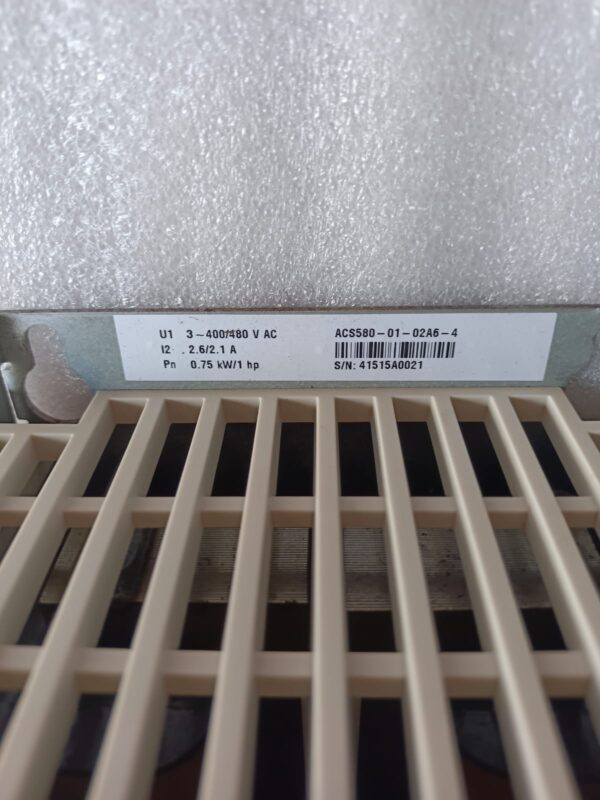 U1 3~400/480 V AC
I2 2.6/2.1 A
Pn 0.75 kW/1 hp
ACS580-01-02A6-4
S/N: 41515A0021